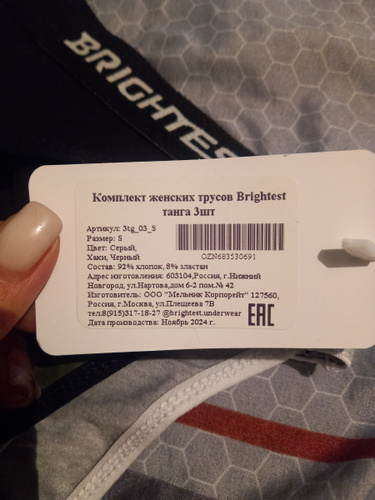 BRIGHTES
Комплект женских трусов Brightest
танга 3шт
Артикул: 3tg_03_S
Размер: S
Цвет: Серый,
Хаки, Черный
OZN683530691
Состав: 92% хлопок, 8% эластан
Адрес изготовления: 603104,Россия, г.Нижний
Новгород, ул.Нартова,дом 6-2 пом.№ 42
Изготовитель: ООО "Мельник Корпорейт" 127560,
Россия, г.Москва, ул.Плещеева 7В
тел.8(915)317-18-27 @brightest.underwear
Дата производства: Ноябрь 2024 г.
EAC